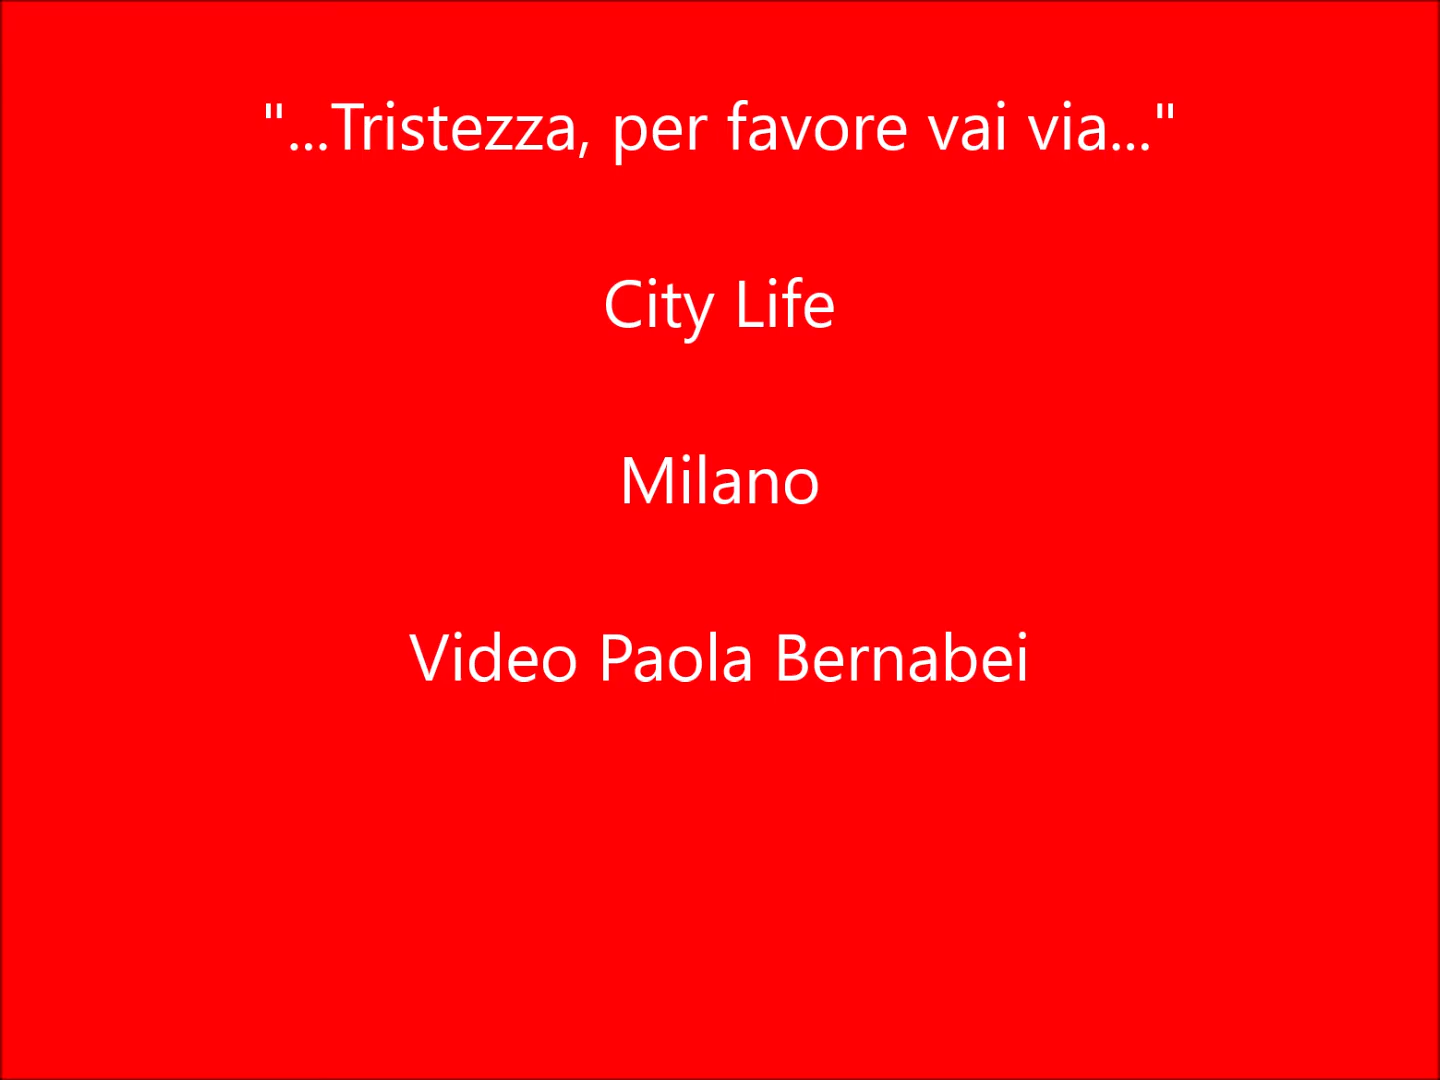 "...Tristezza, per favore vai via..."
City Life
Milano
Video Paola Bernabei